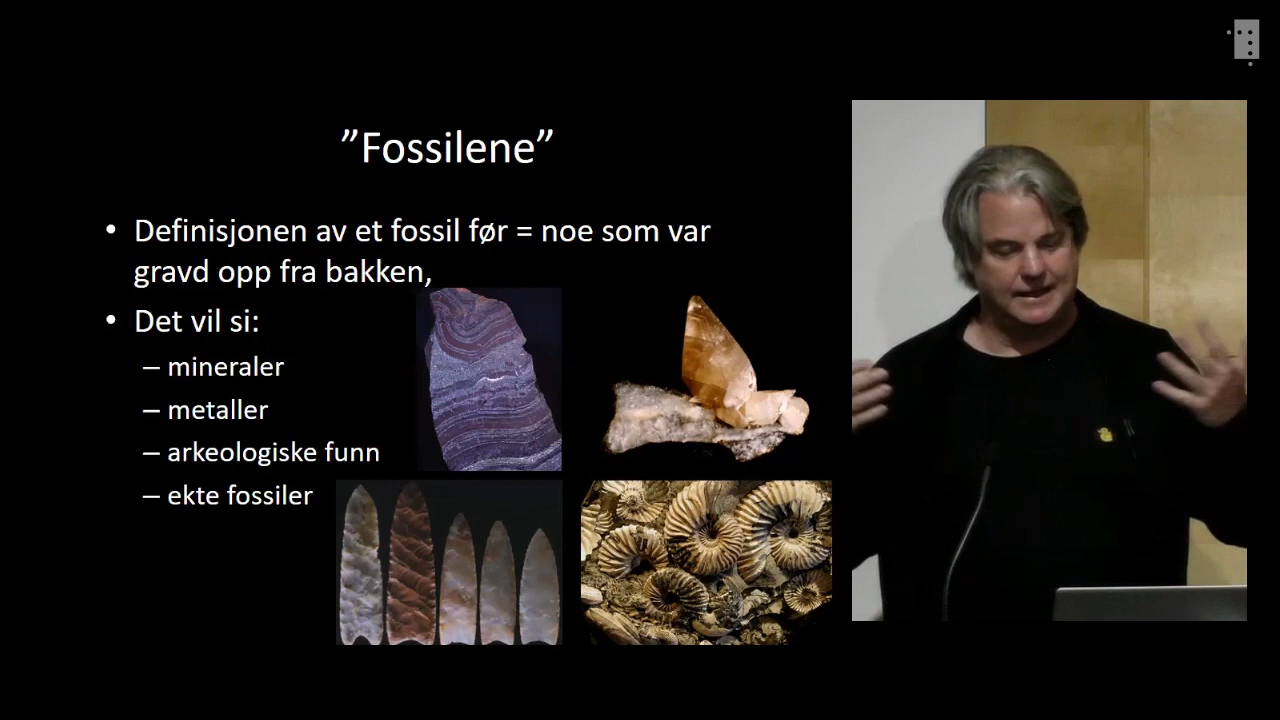 ”Fossilene”
• Definisjonen av et fossil før = noe som var
gravd opp fra bakken,
• Det vil si:
– mineraler
– metaller
– arkeologiske funn
– ekte fossiler